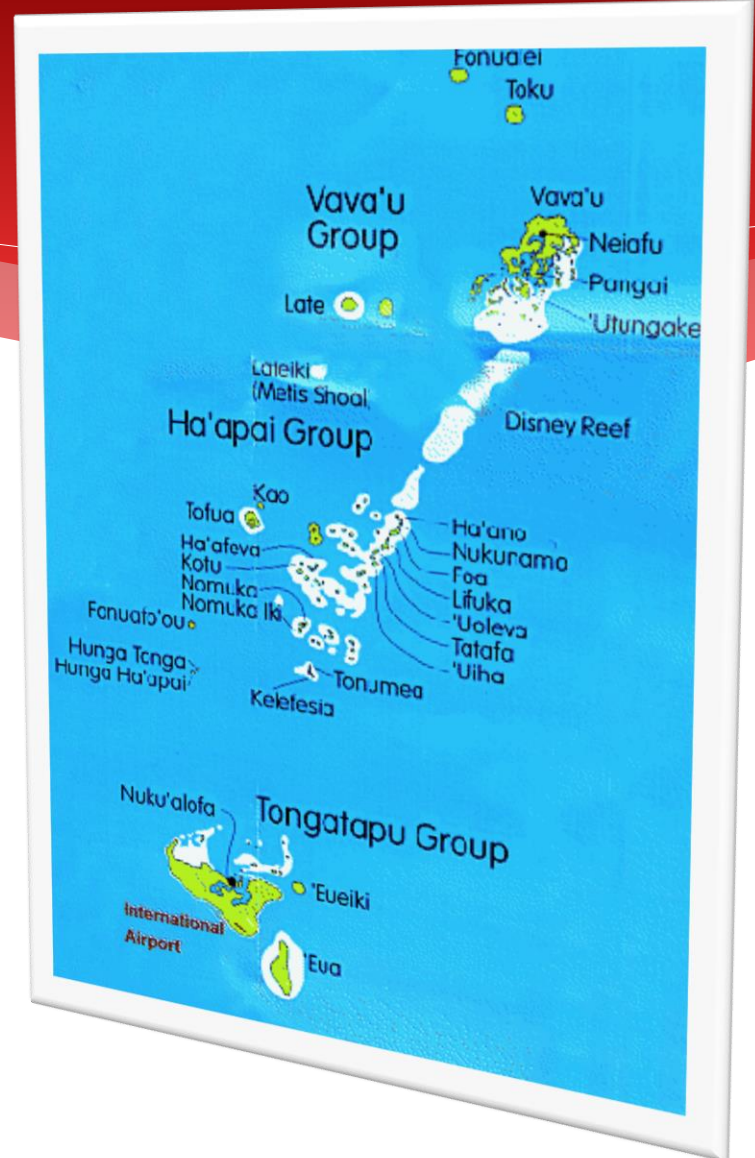 Fonua'ei
Toku
Vava'u
Group
Vava'u
Neiafu
Pangai
'Utungake
Late
Lateiki
(Metis Shoal
Disney Reef
Ha'apai Group
Kao
Tofua
Ha'afeva
Kotu
Nomuka
Nomuka Iki
Fonuafo'ou
Hunga Tonga
Hunga Ha'apai
Ha'ano
Nukunamo
Foa
Lifuka
'Uoleva
Tatafa
'Uiha
Tonumea
Kelefesia
Nuku'alofa
Tongatapu Group
'Eueiki
International
Airport
'Eua